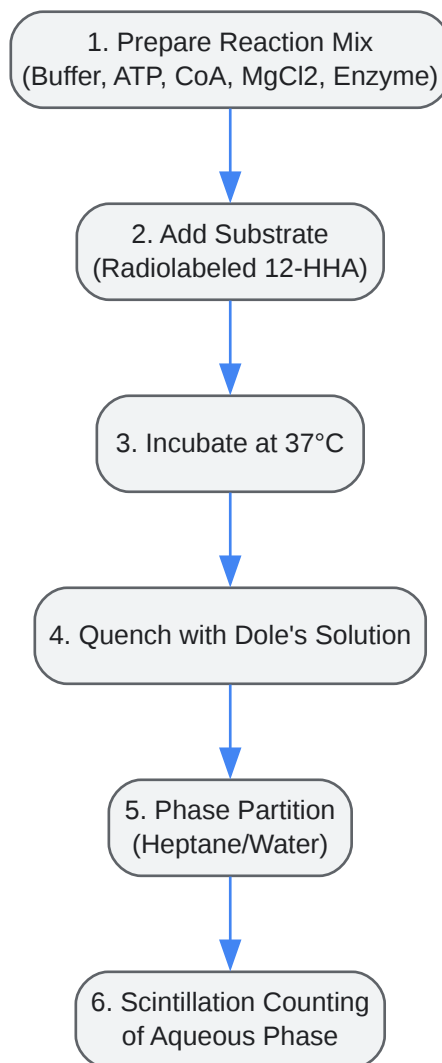 1. Prepare Reaction Mix
(Buffer, ATP, CoA, MgCl2, Enzyme)
2. Add Substrate
(Radiolabeled 12-HHA)
3. Incubate at 37°C
4. Quench with Dole's Solution
5. Phase Partition
(Heptane/Water)
6. Scintillation Counting
of Aqueous Phase